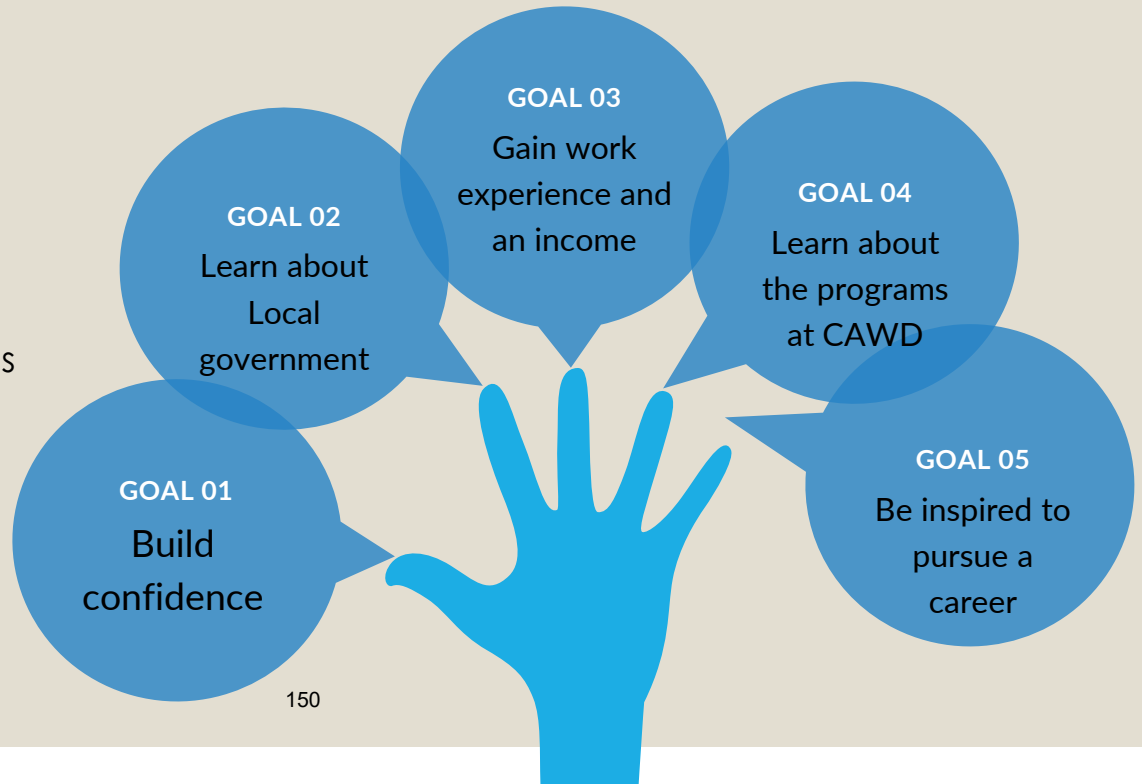 GOAL 03
Gain work
experience and
an income
GOAL 02
Learn about
Local
government
GOAL 04
Learn about
the programs
at CAWD
S
GOAL 01
Build
confidence
GOAL 05
Be inspired to
pursue a
career
150